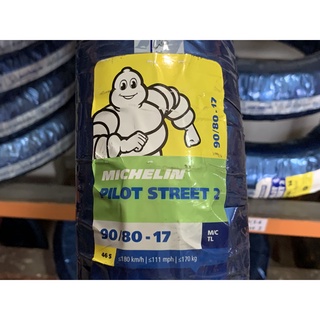 90/80 - 17
MICHELIN
PILOT STREET 2
90/80 - 17
M/C
TL
46 S
≤180 km/h | ≤111 mph | ≤170 kg